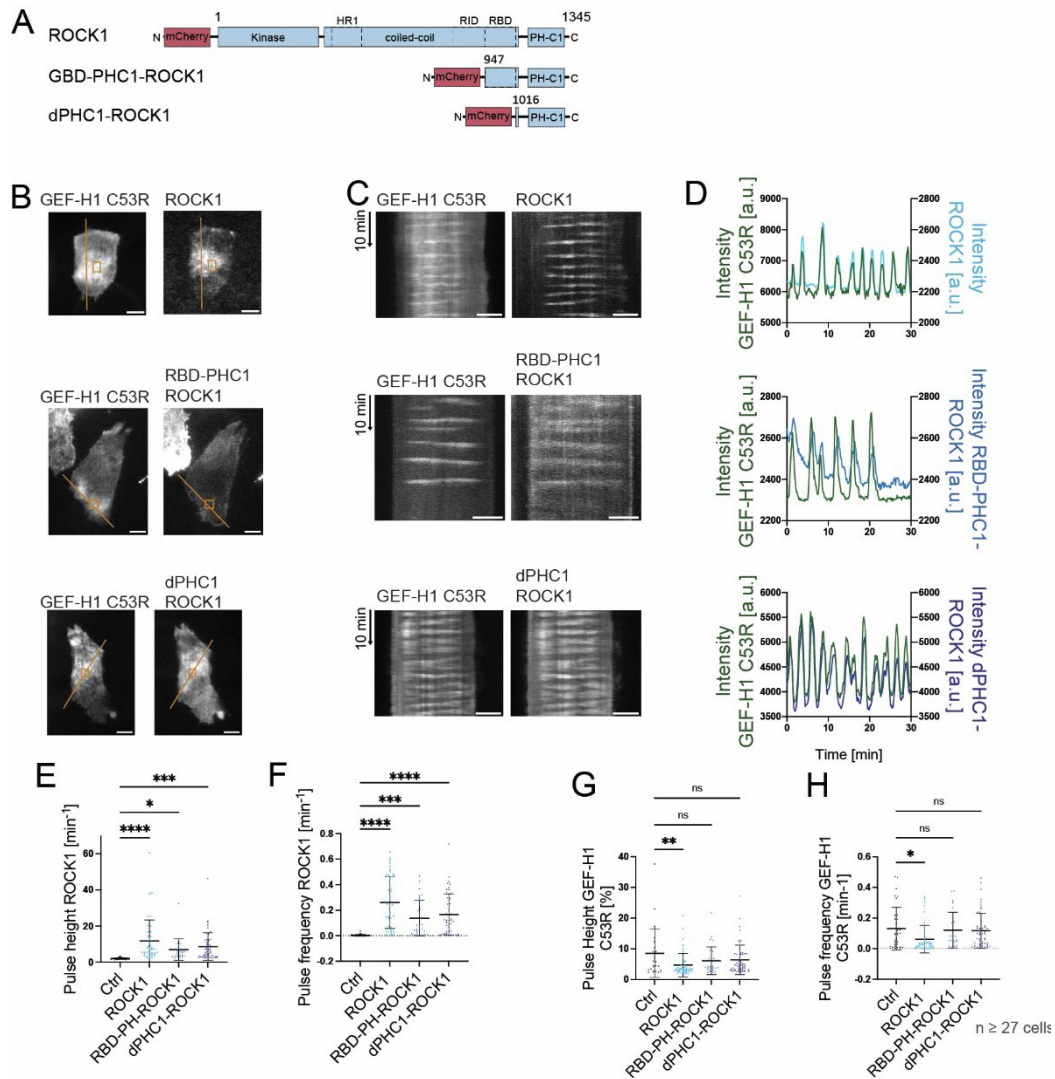 A
ROCK1
N
mCherry
1
Kinase
HR1
coiled-coil
RID
RBD
1345
PH-C1
C
GBD-PHC1-ROCK1
N
mCherry
947
PH-C1
C
dPHC1-ROCK1
N
mCherry
1016
PH-C1
C
B
GEF-H1 C53R
ROCK1
GEF-H1 C53R
RBD-PHC1
ROCK1
GEF-H1 C53R
dPHC1
ROCK1
C
GEF-H1 C53R
ROCK1
10 min
GEF-H1 C53R
RBD-PHC1
ROCK1
10 min
GEF-H1 C53R
dPHC1
ROCK1
10 min
D
Intensity
GEF-H1 C53R [a.u.]
9000
8000
7000
6000
5000
2800
2600
2400
2200
2000
0 10 20 30
Intensity
ROCK1 [a.u.]
Intensity
GEF-H1 C53R [a.u.]
2800
2600
2400
2200
2800
2600
2400
2200
0 10 20 30
Intensity RBD-PHC1-
ROCK1 [a.u.]
Intensity
GEF-H1 C53R [a.u.]
6000
5500
5000
4500
4000
3500
6000
5500
5000
4500
4000
3500
0 10 20 30
Time [min]
Intensity dPHC1-
ROCK1 [a.u.]
E
Pulse height ROCK1 [min-1]
60
40
20
0
***
*
****
Ctrl
ROCK1
RBD-PH-ROCK1
dPHC1-ROCK1
F
Pulse frequency ROCK1 [min-1]
0.8
0.6
0.4
0.2
0.0
-0.2
****
***
****
Ctrl
ROCK1
RBD-PH-ROCK1
dPHC1-ROCK1
G
Pulse Height GEF-H1
C53R [%]
40
30
20
10
0
ns
ns
**
Ctrl
ROCK1
RBD-PH-ROCK1
dPHC1-ROCK1
H
Pulse frequency GEF-H1
C53R [min-1]
0.6
0.4
0.2
0.0
-0.2
ns
ns
*
Ctrl
ROCK1
RBD-PH-ROCK1
dPHC1-ROCK1
n ≥ 27 cells